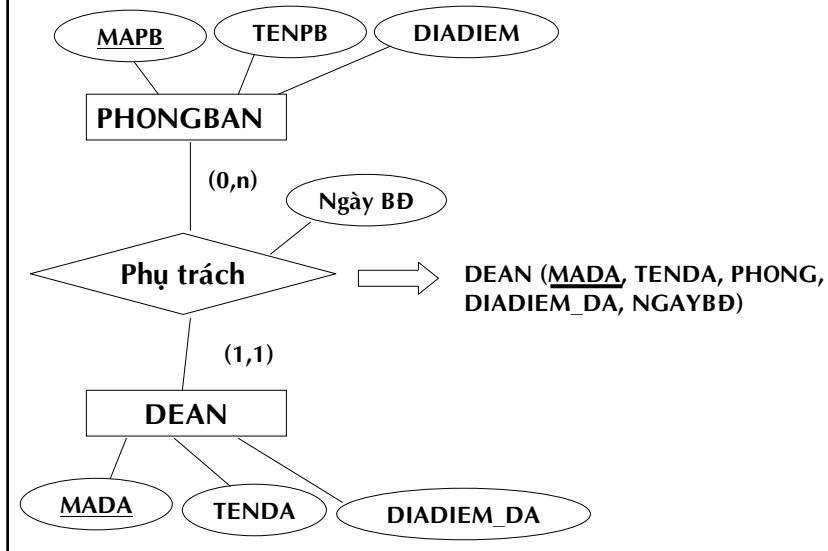 MAPB
TENPB
DIADIEM
PHONGBAN
(0,n)
Ngày BĐ
Phụ trách
DEAN (MADA, TENDA, PHONG,
DIADIEM_DA, NGAYBĐ)
(1,1)
DEAN
MADA
TENDA
DIADIEM_DA